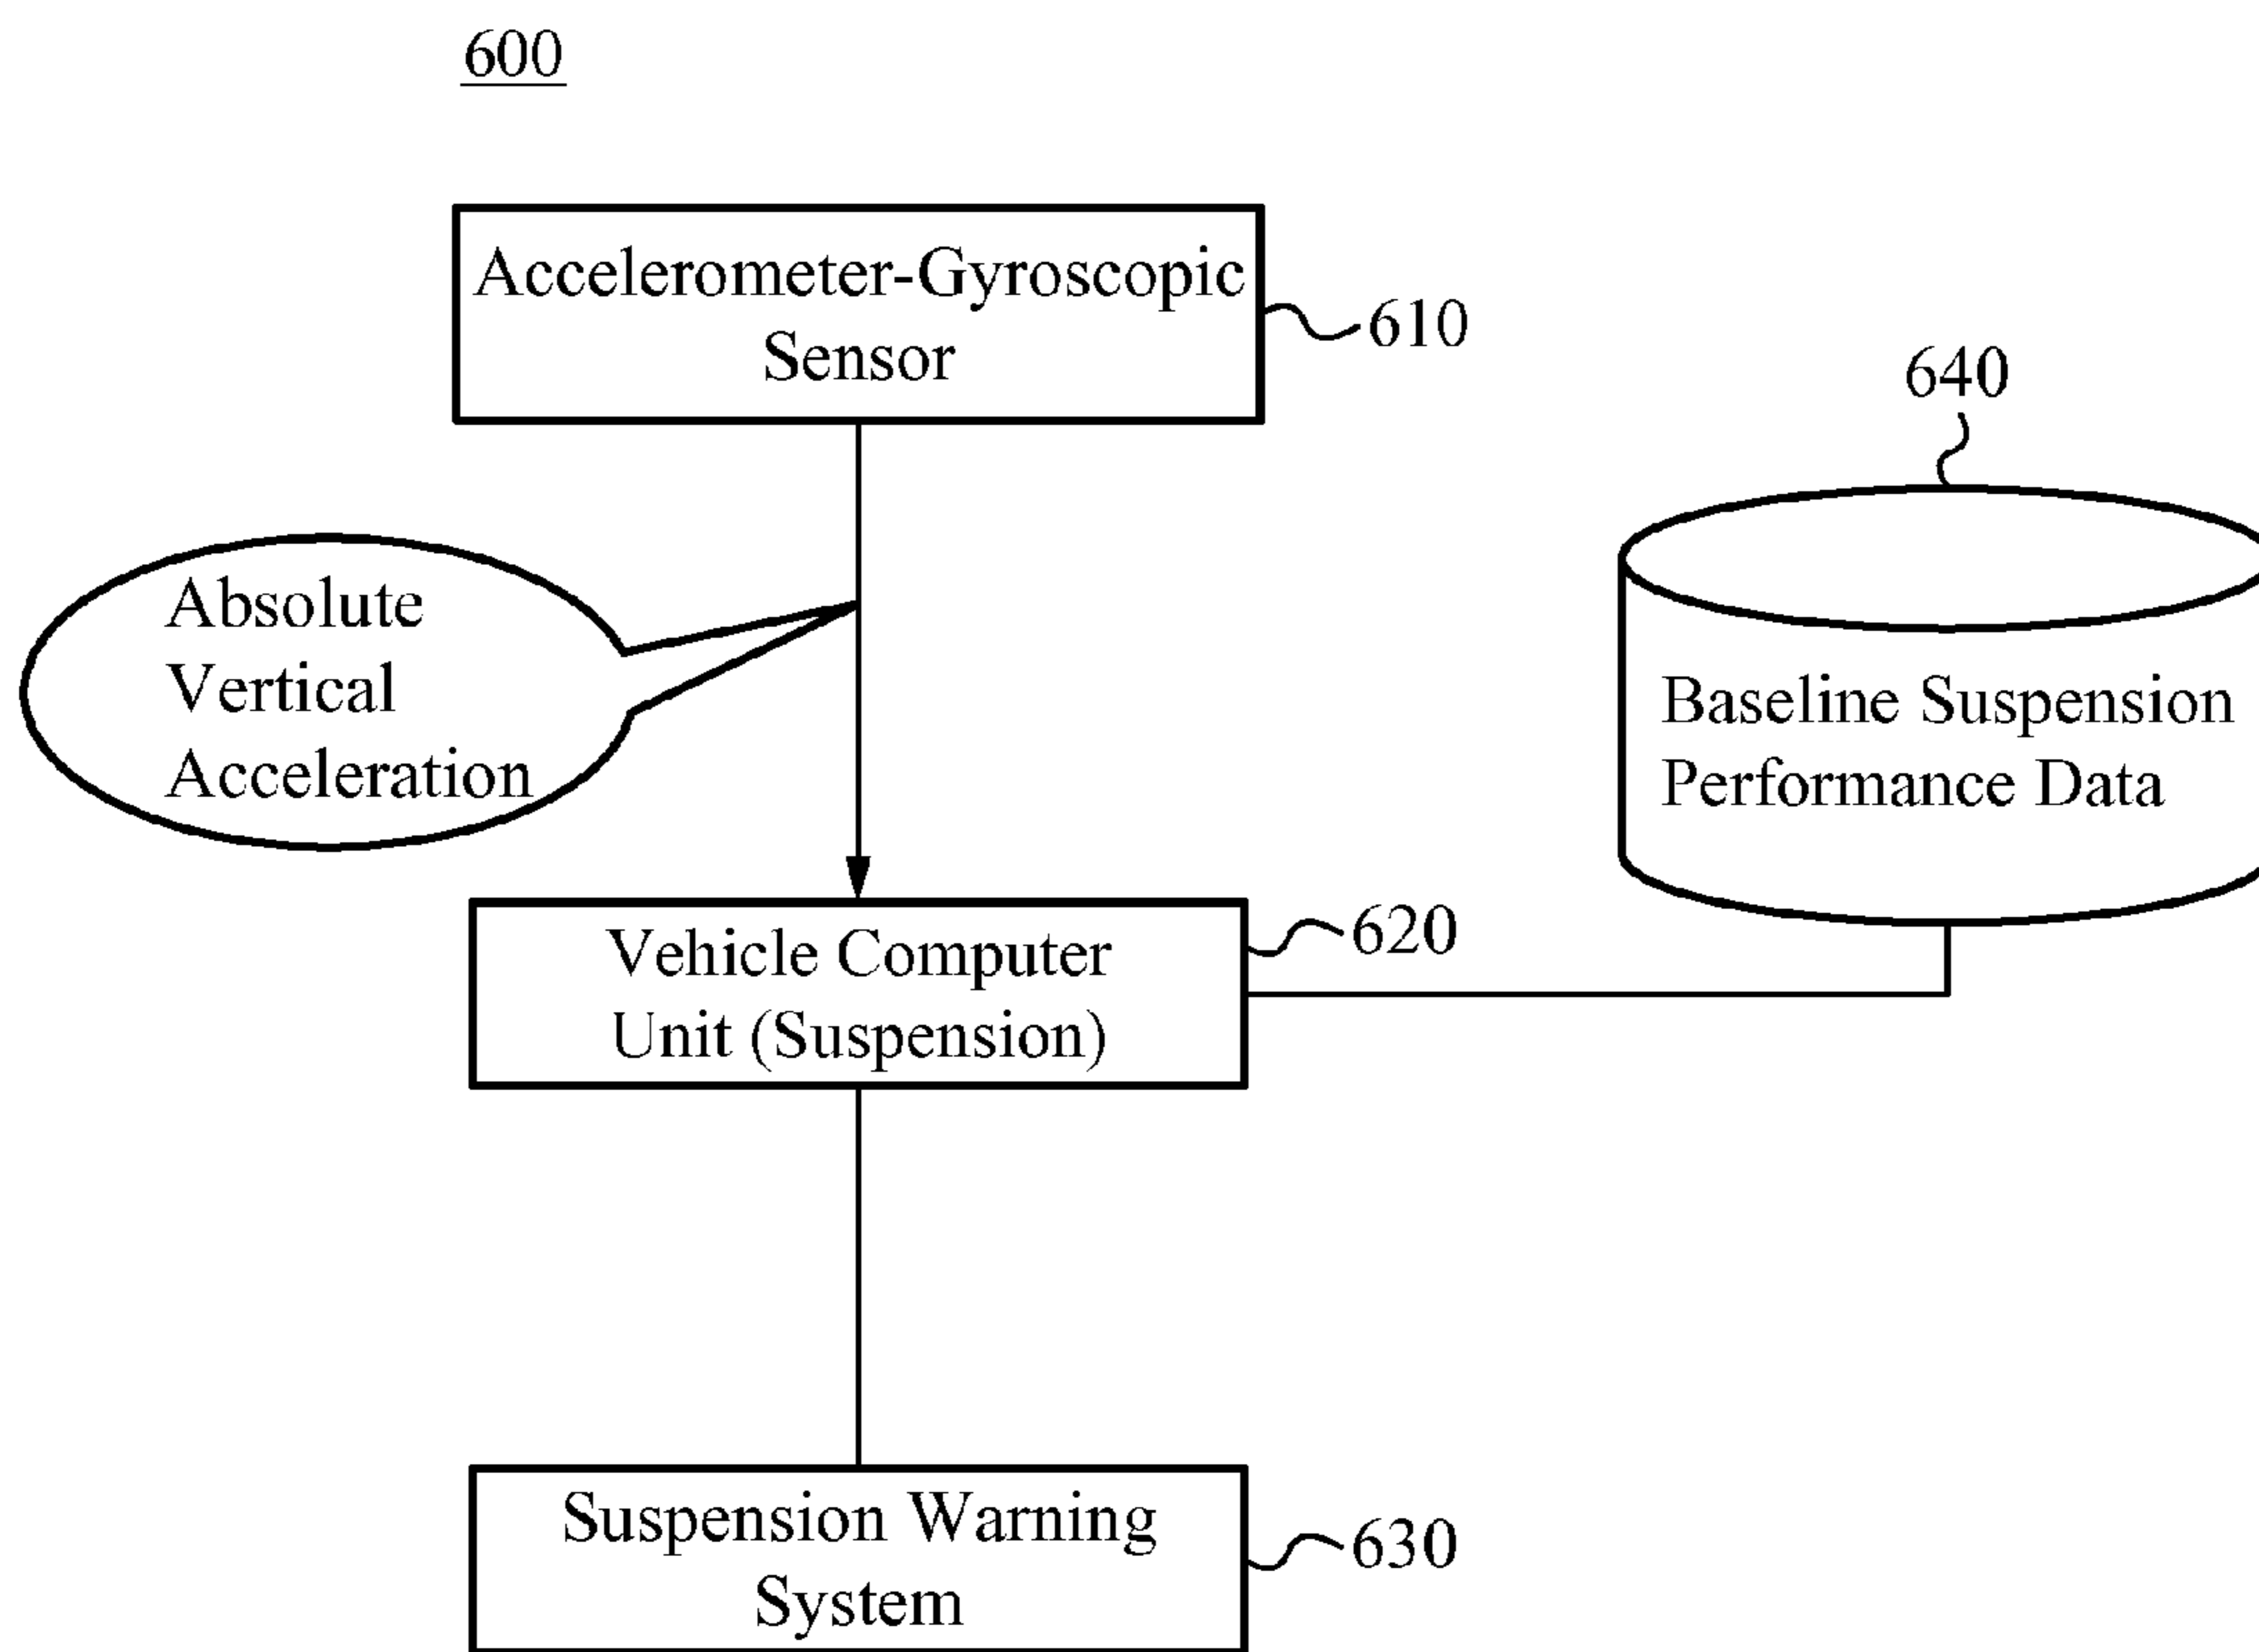 600
Accelerometer-Gyroscopic
Sensor
610
640
Absolute
Vertical
Acceleration
Baseline Suspension
Performance Data
Vehicle Computer
Unit (Suspension)
620
Suspension Warning
System
630